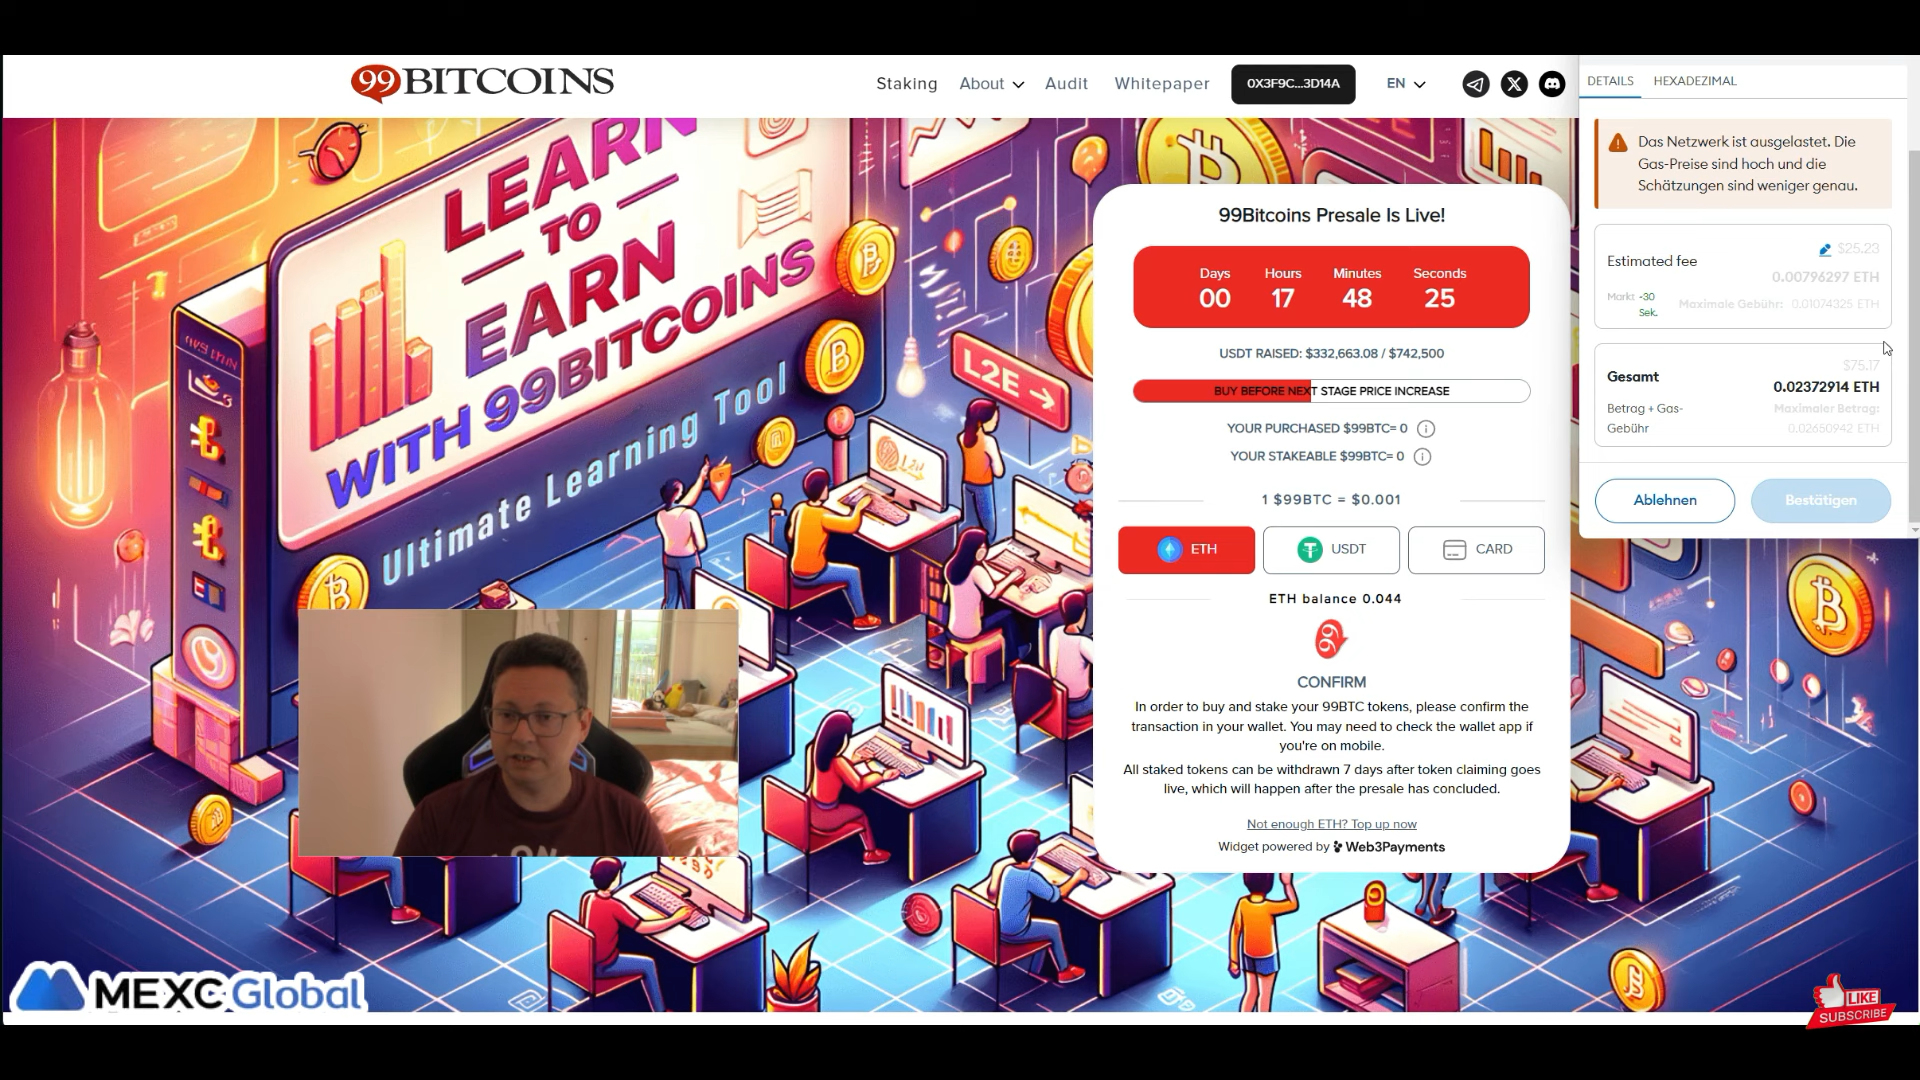 99BITCOINS
Staking
About
Audit
Whitepaper
0X3F9C...3D14A
EN
DETAILS
HEXADEZIMAL
Das Netzwerk ist ausgelastet. Die
Gas-Preise sind hoch und die
Schätzungen sind weniger genau.
Estimated fee
$25.23
0.00796297 ETH
Markt
~30
Sek.
Maximale Gebühr: 0.01074325 ETH
$75.17
Gesamt
0.02372914 ETH
Betrag + Gas-
Gebühr
Maximaler Betrag:
0.02650942 ETH
Ablehnen
Bestätigen
LEARN
TO
EARN
WITH 99BITCOINS
Ultimate Learning Tool
L2E
99Bitcoins Presale Is Live!
Days Hours Minutes Seconds
00 17 48 25
USDT RAISED: $332,663.08 / $742,500
BUY BEFORE NEXT STAGE PRICE INCREASE
YOUR PURCHASED $99BTC= 0
YOUR STAKEABLE $99BTC= 0
1 $99BTC = $0.001
ETH
USDT
CARD
ETH balance 0.044
99
CONFIRM
In order to buy and stake your 99BTC tokens, please confirm the
transaction in your wallet. You may need to check the wallet app if
you're on mobile.
All staked tokens can be withdrawn 7 days after token claiming goes
live, which will happen after the presale has concluded.
Not enough ETH? Top up now
Widget powered by Web3Payments
MEXC Global
LIKE
SUBSCRIBE